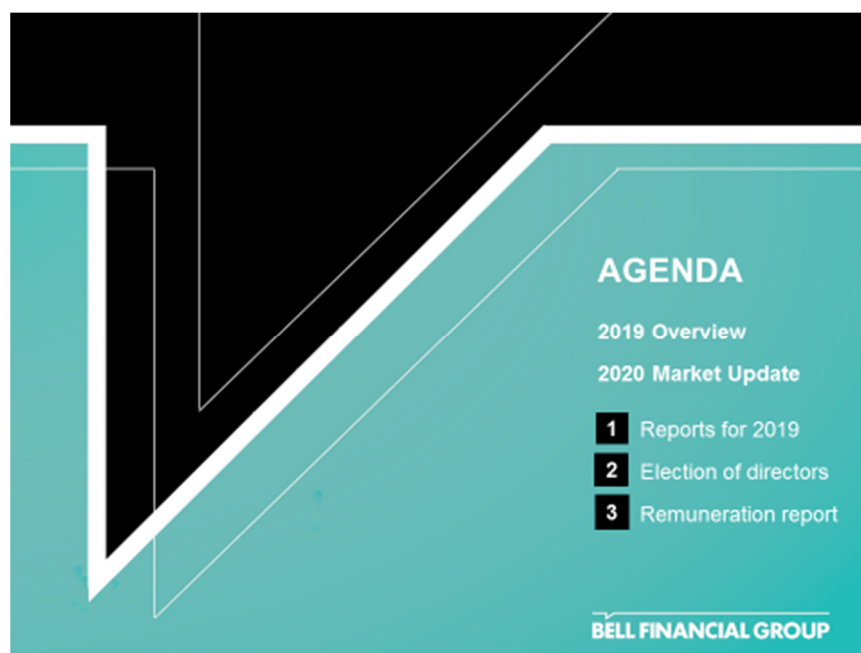 AGENDA
2019 Overview
2020 Market Update
1 Reports for 2019
2 Election of directors
3 Remuneration report
BELL FINANCIAL GROUP